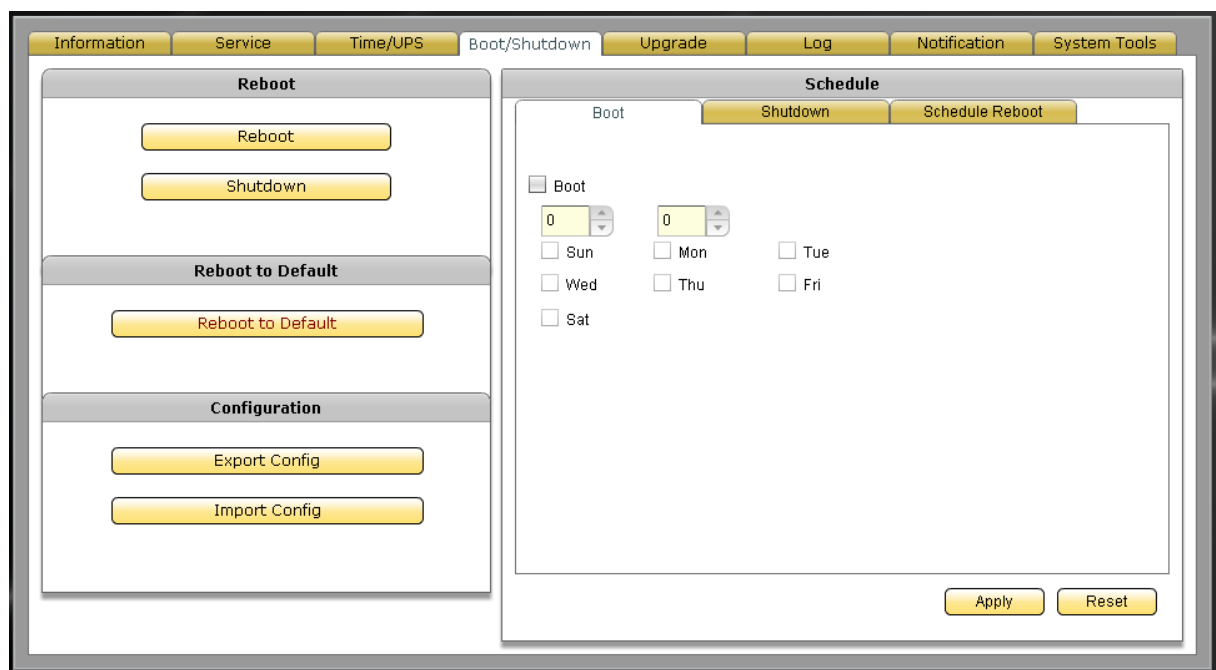 Information Service Time/UPS Boot/Shutdown Upgrade Log Notification System Tools
Reboot
Reboot
Shutdown
Reboot to Default
Reboot to Default
Configuration
Export Config
Import Config
Schedule
Boot Shutdown Schedule Reboot
Boot
0 0
Sun Mon Tue
Wed Thu Fri
Sat
Apply Reset